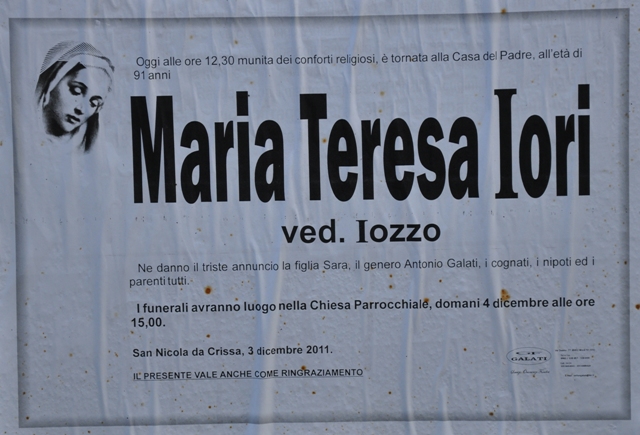 Oggi alle ore 12,30 munita dei conforti religiosi, è tornata alla Casa del Padre, all'età di
91 anni
Maria Teresa Iori
ved. Iozzo
Ne danno il triste annuncio la figlia Sara, il genero Antonio Galati, i cognati, i nipoti ed i
parenti tutti.
I funerali avranno luogo nella Chiesa Parrocchiale, domani 4 dicembre alle ore
15,00.
San Nicola da Crissa, 3 dicembre 2011.
IL PRESENTE VALE ANCHE COME RINGRAZIAMENTO
GALATI